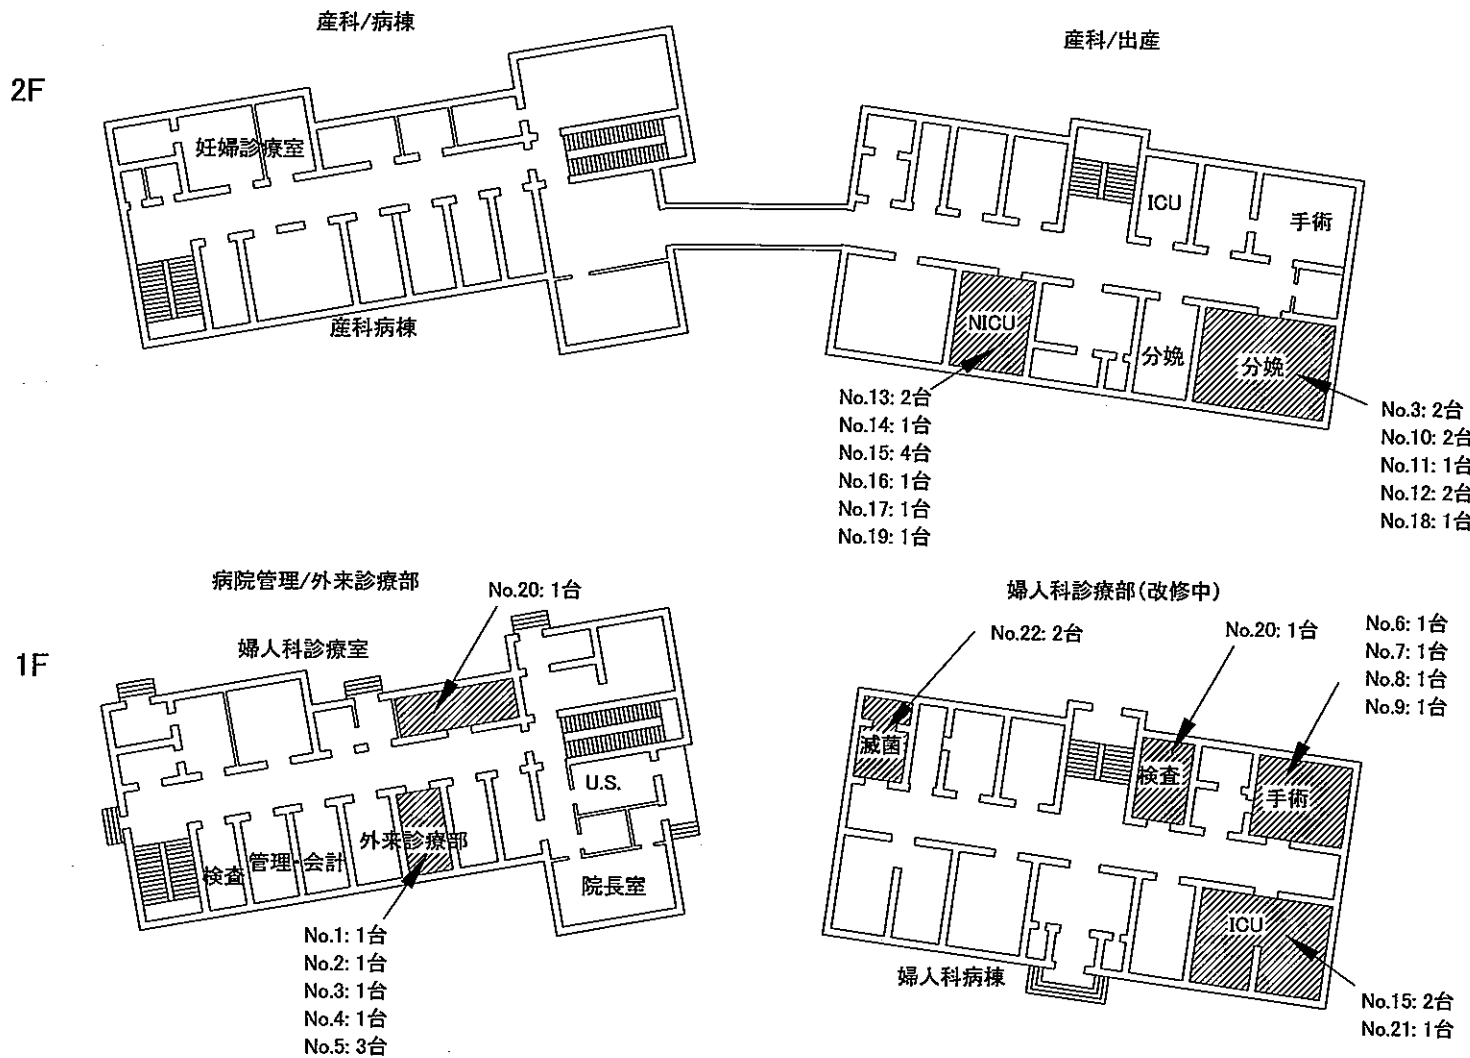 産科/病棟
産科/出産
2F
妊婦診療室
ICU
手術
産科病棟
NICU
分娩
分娩
No.13: 2台
No.14: 1台
No.15: 4台
No.16: 1台
No.17: 1台
No.19: 1台
No.3: 2台
No.10: 2台
No.11: 1台
No.12: 2台
No.18: 1台
病院管理/外来診療部
No.20: 1台
婦人科診療部(改修中)
1F
婦人科診療室
No.22: 2台
No.20: 1台
No.6: 1台
No.7: 1台
No.8: 1台
No.9: 1台
滅菌
検査
手術
U.S.
検査
管理・会計
外来診療部
院長室
ICU
婦人科病棟
No.1: 1台
No.2: 1台
No.3: 1台
No.4: 1台
No.5: 3台
No.15: 2台
No.21: 1台